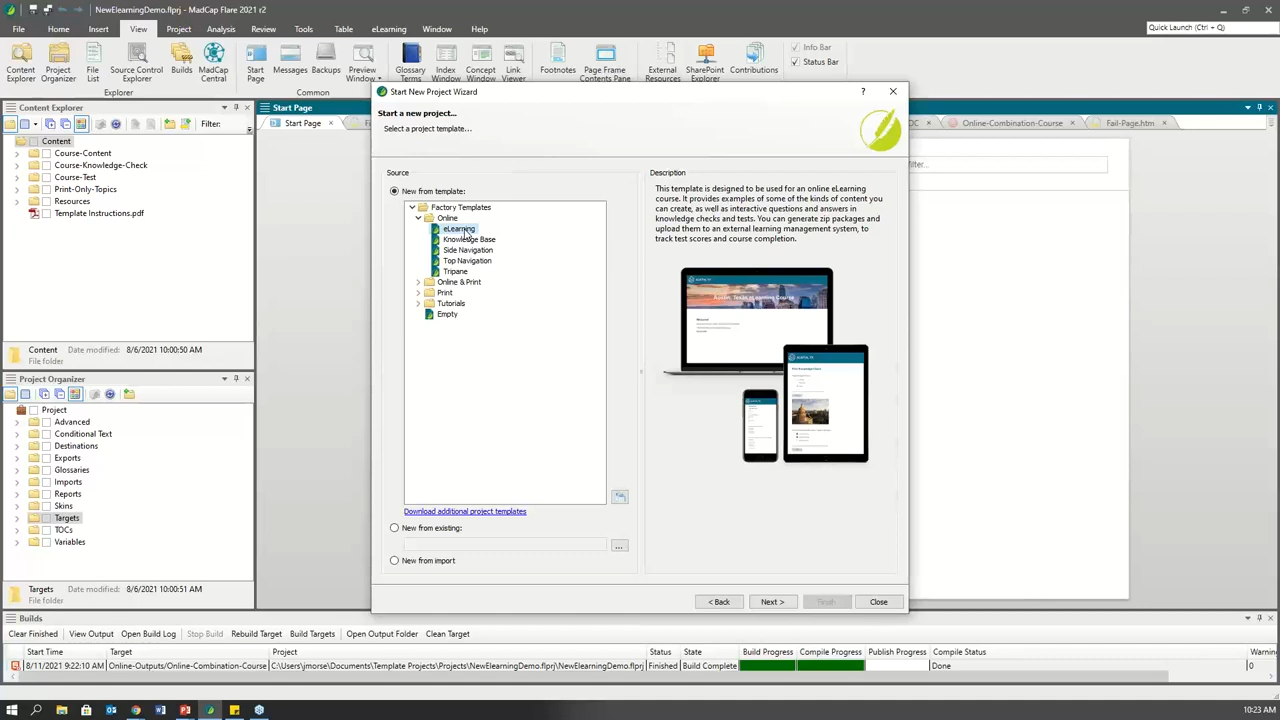 NewElearningDemo.flprj - MadCap Flare 2021 r2
File Home Insert View Project Analysis Review Tools Table eLearning Window Help
Quick Launch (Ctrl + Q)
Content Explorer
Project Organizer
File List
Source Control Explorer
Builds
MadCap Central
Start Page
Messages
Backups
Preview Window
Glossary Terms
Index Window
Concept Window
Link Viewer
Footnotes
Page Frame Contents Pane
External Resources
SharePoint Explorer
Contributions
Info Bar
Status Bar
Explorer
Common
Content Explorer
Filter:
Content
Course-Content
Course-Knowledge-Check
Course-Test
Print-Only-Topics
Resources
Template Instructions.pdf
Content Date modified: 8/6/2021 10:00:50 AM
File folder
Project Organizer
Project
Advanced
Conditional Text
Destinations
Exports
Glossaries
Imports
Reports
Skins
Targets
TOCs
Variables
Targets Date modified: 8/6/2021 10:00:51 AM
File folder
Start Page
Start Page
Online-Combination-Course
Fail-Page.htm
Start New Project Wizard
?
Start a new project...
Select a project template...
Source
New from template:
Factory Templates
Online
eLearning
Knowledge Base
Side Navigation
Top Navigation
Tripane
Online & Print
Print
Tutorials
Empty
Download additional project templates
New from existing:
...
New from import
Description
This template is designed to be used for an online eLearning
course. It provides examples of some of the kinds of content you
can create, as well as interactive questions and answers in
knowledge checks and tests. You can generate zip packages and
upload them to an external learning management system, to
track test scores and course completion.
Austin, Texas eLearning Course
< Back Next > Finish Close
Builds
Clear Finished View Output Open Build Log Stop Build Rebuild Target Build Targets Open Output Folder Clean Target
Start Time Target Project Status State Build Progress Compile Progress Publish Progress Compile Status Warning
8/11/2021 9:22:10 AM Online-Outputs/Online-Combination-Course C:\Users\jmorse\Documents\Template Projects\Projects\NewElearningDemo.flprj\NewElearningDemo.flprj Finished Build Complete Done 0
10:23 AM